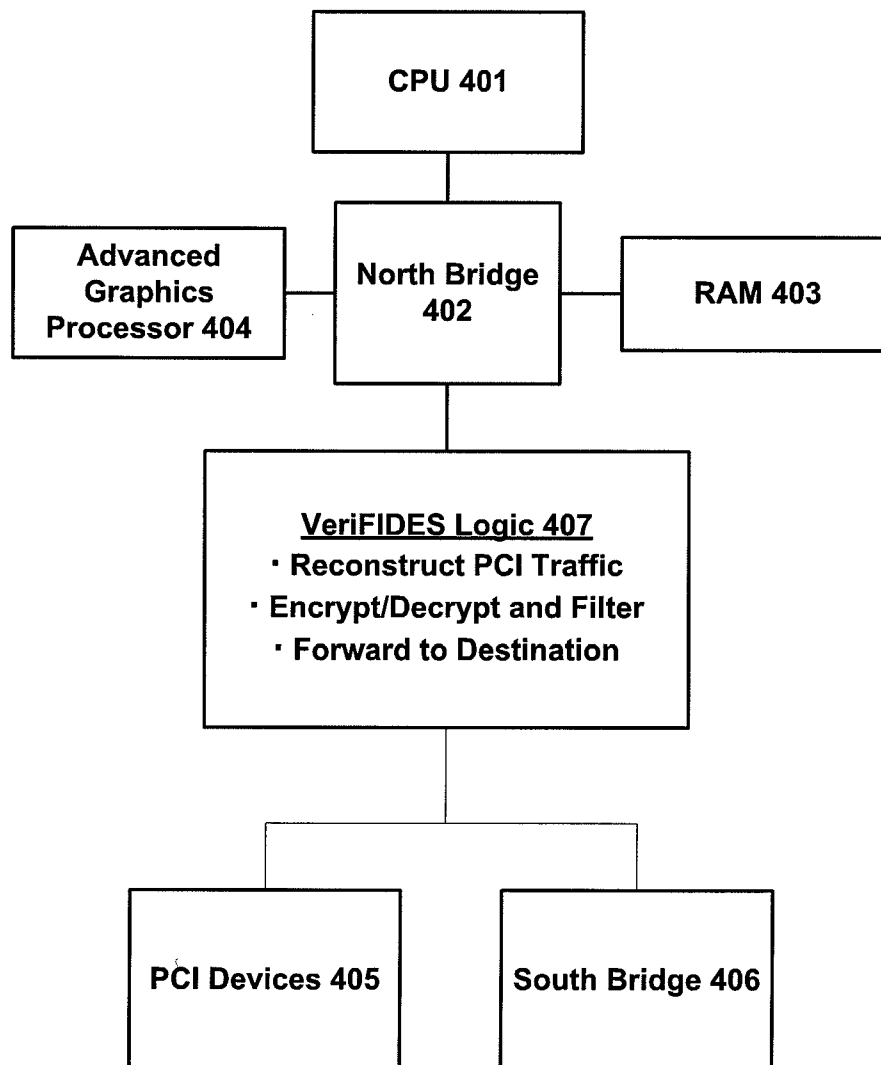 CPU 401
Advanced
Graphics
Processor 404
North Bridge
402
RAM 403
VeriFIDES Logic 407
· Reconstruct PCI Traffic
· Encrypt/Decrypt and Filter
· Forward to Destination
PCI Devices 405
South Bridge 406